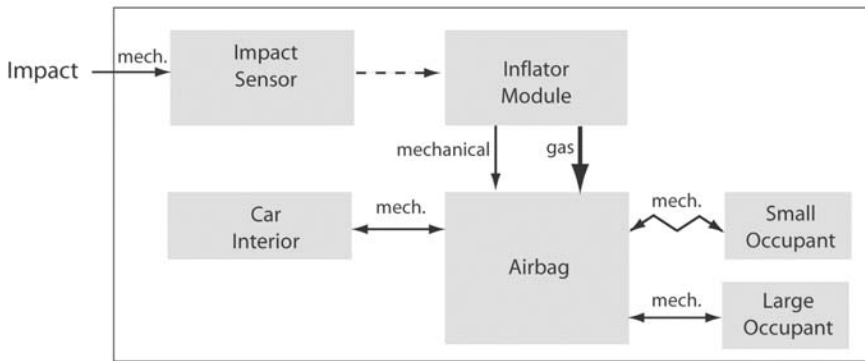 Impact
mech.
Impact
Sensor
Inflator
Module
mechanical
gas
Car
Interior
mech.
Airbag
mech.
Small
Occupant
mech.
Large
Occupant